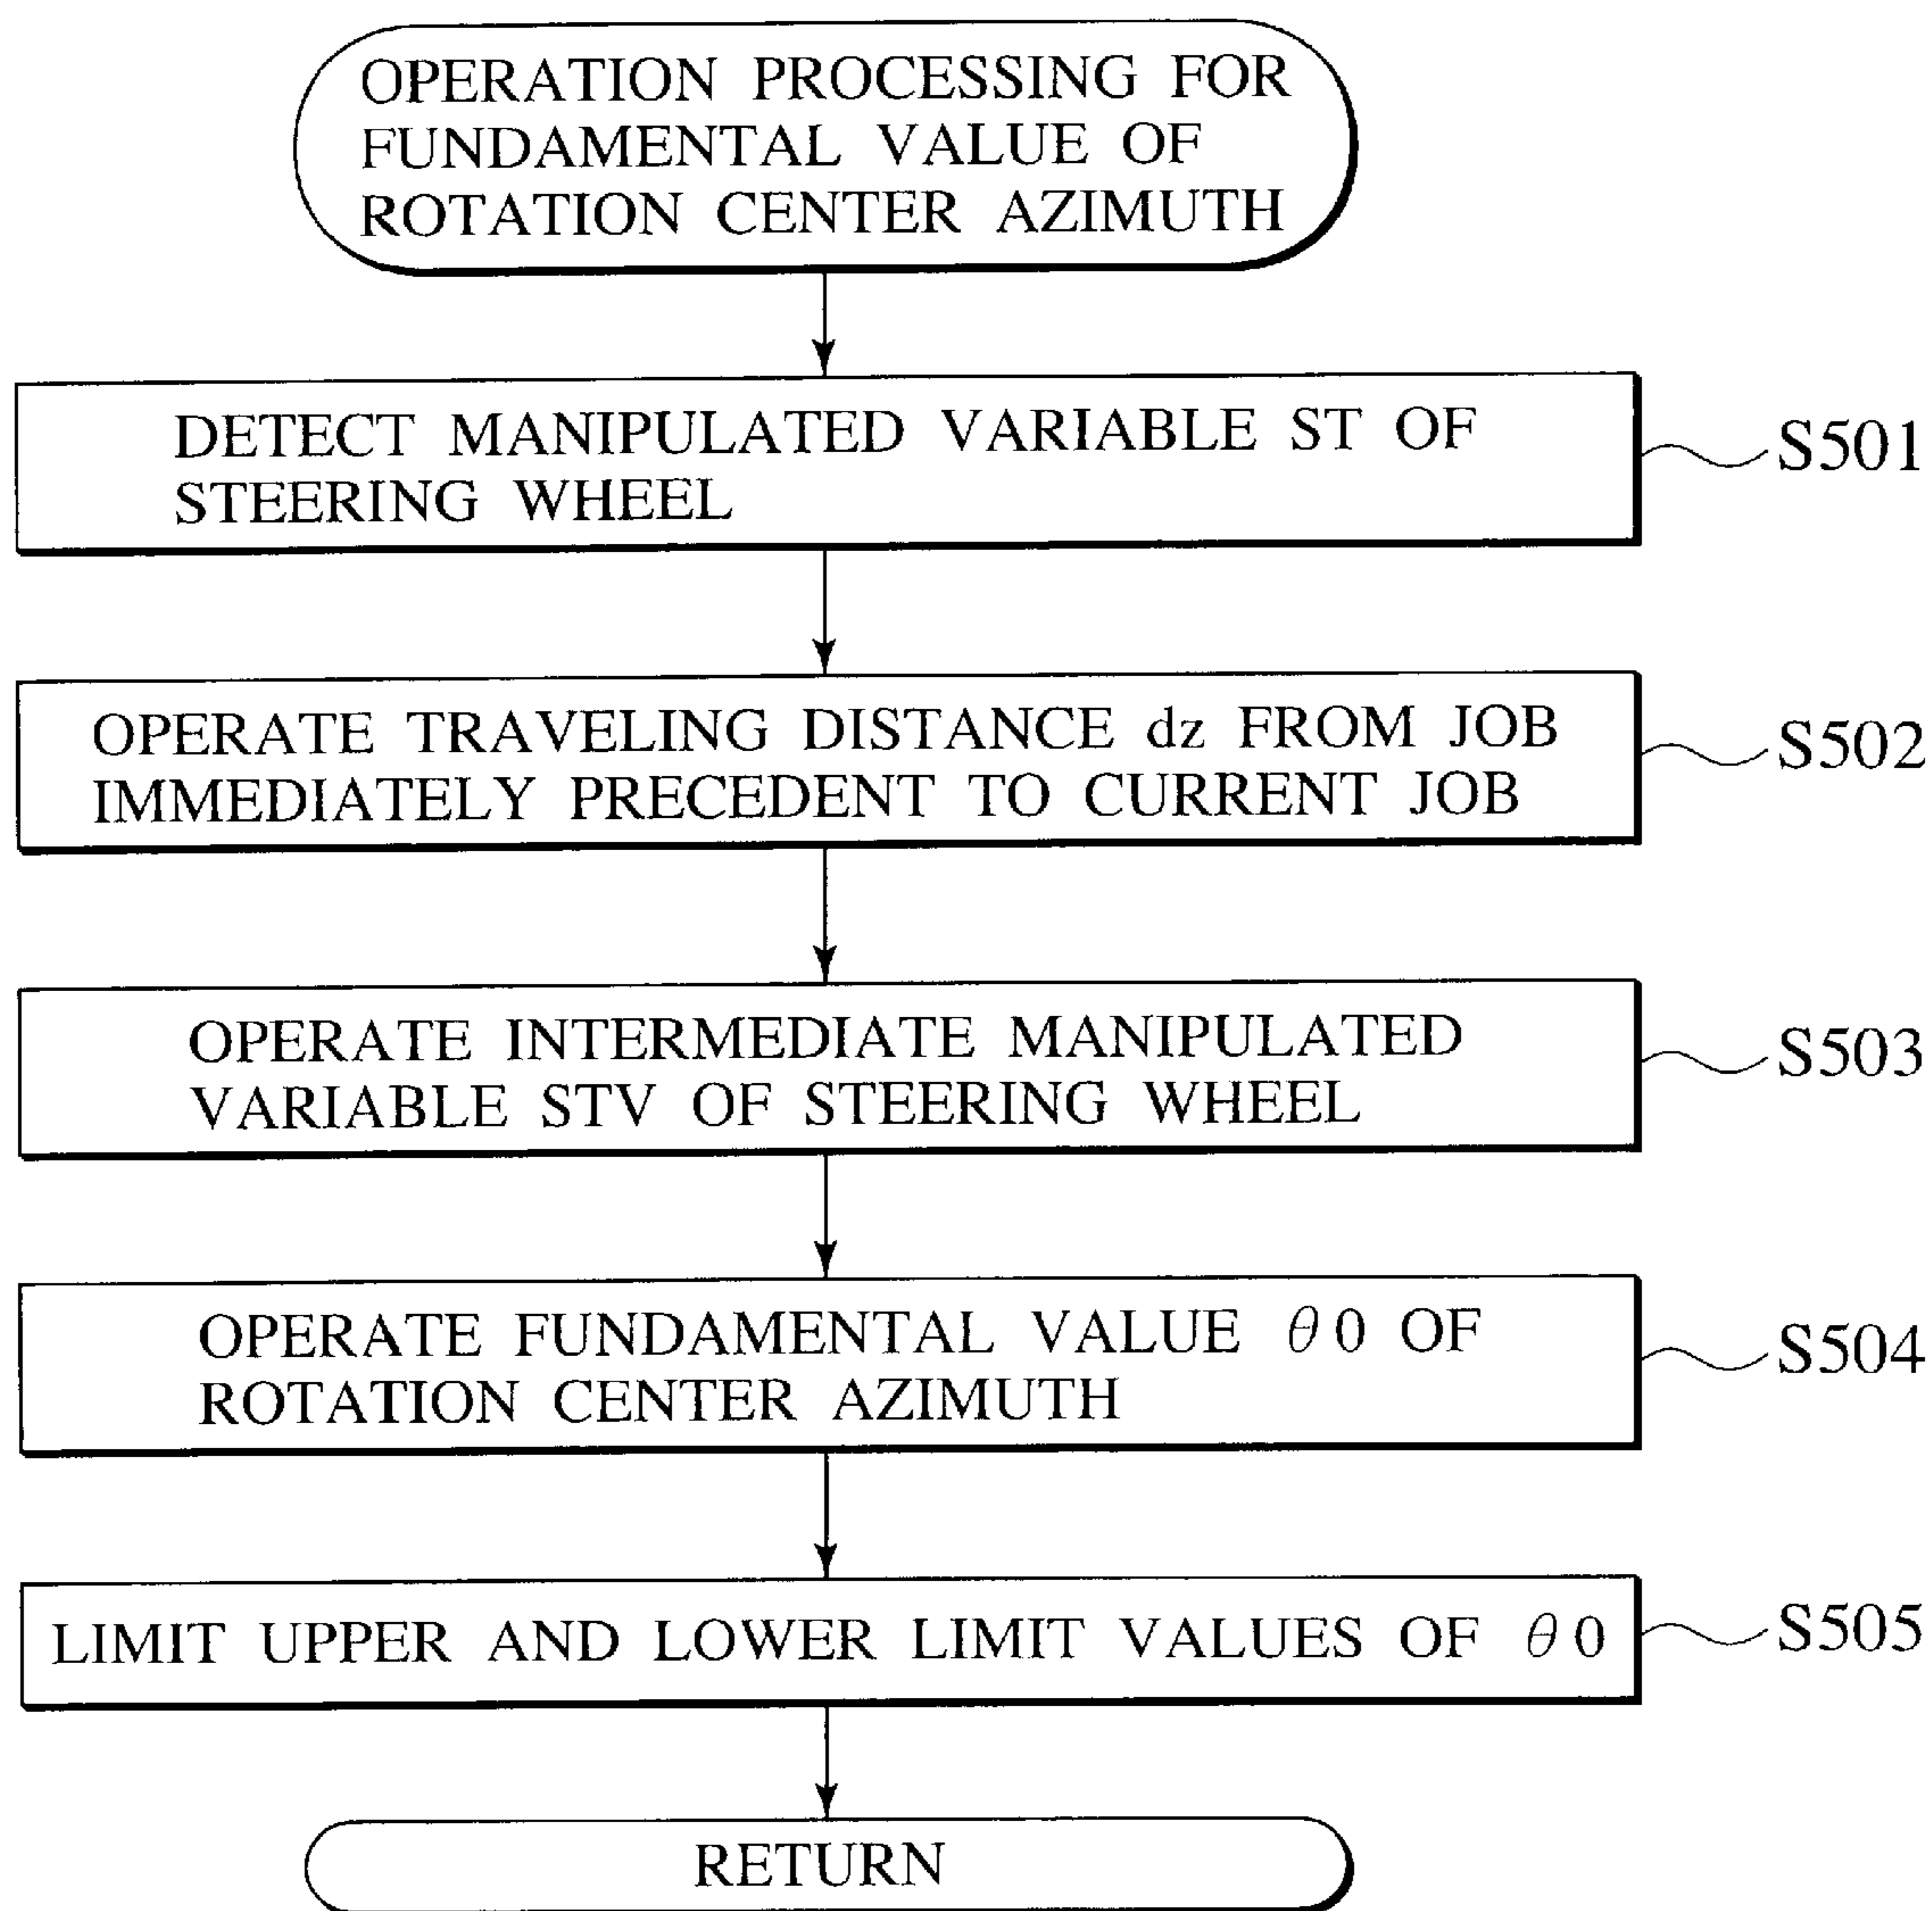 OPERATION PROCESSING FOR
FUNDAMENTAL VALUE OF
ROTATION CENTER AZIMUTH
DETECT MANIPULATED VARIABLE ST OF
STEERING WHEEL
S501
OPERATE TRAVELING DISTANCE dz FROM JOB
IMMEDIATELY PRECEDENT TO CURRENT JOB
S502
OPERATE INTERMEDIATE MANIPULATED
VARIABLE STV OF STEERING WHEEL
S503
OPERATE FUNDAMENTAL VALUE θ0 OF
ROTATION CENTER AZIMUTH
S504
LIMIT UPPER AND LOWER LIMIT VALUES OF θ0
S505
RETURN